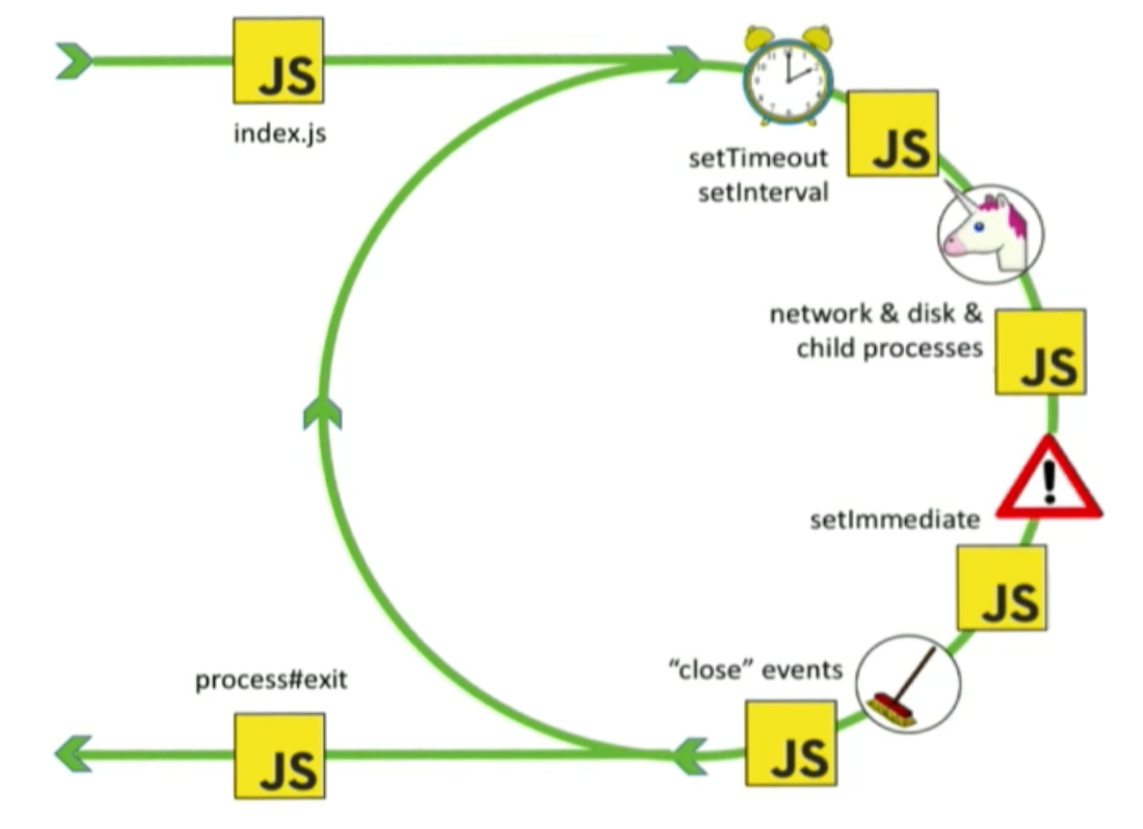 JS
index.js
setTimeout
setInterval
JS
network & disk &
child processes
JS
!
setImmediate
JS
“close” events
JS
process#exit
JS